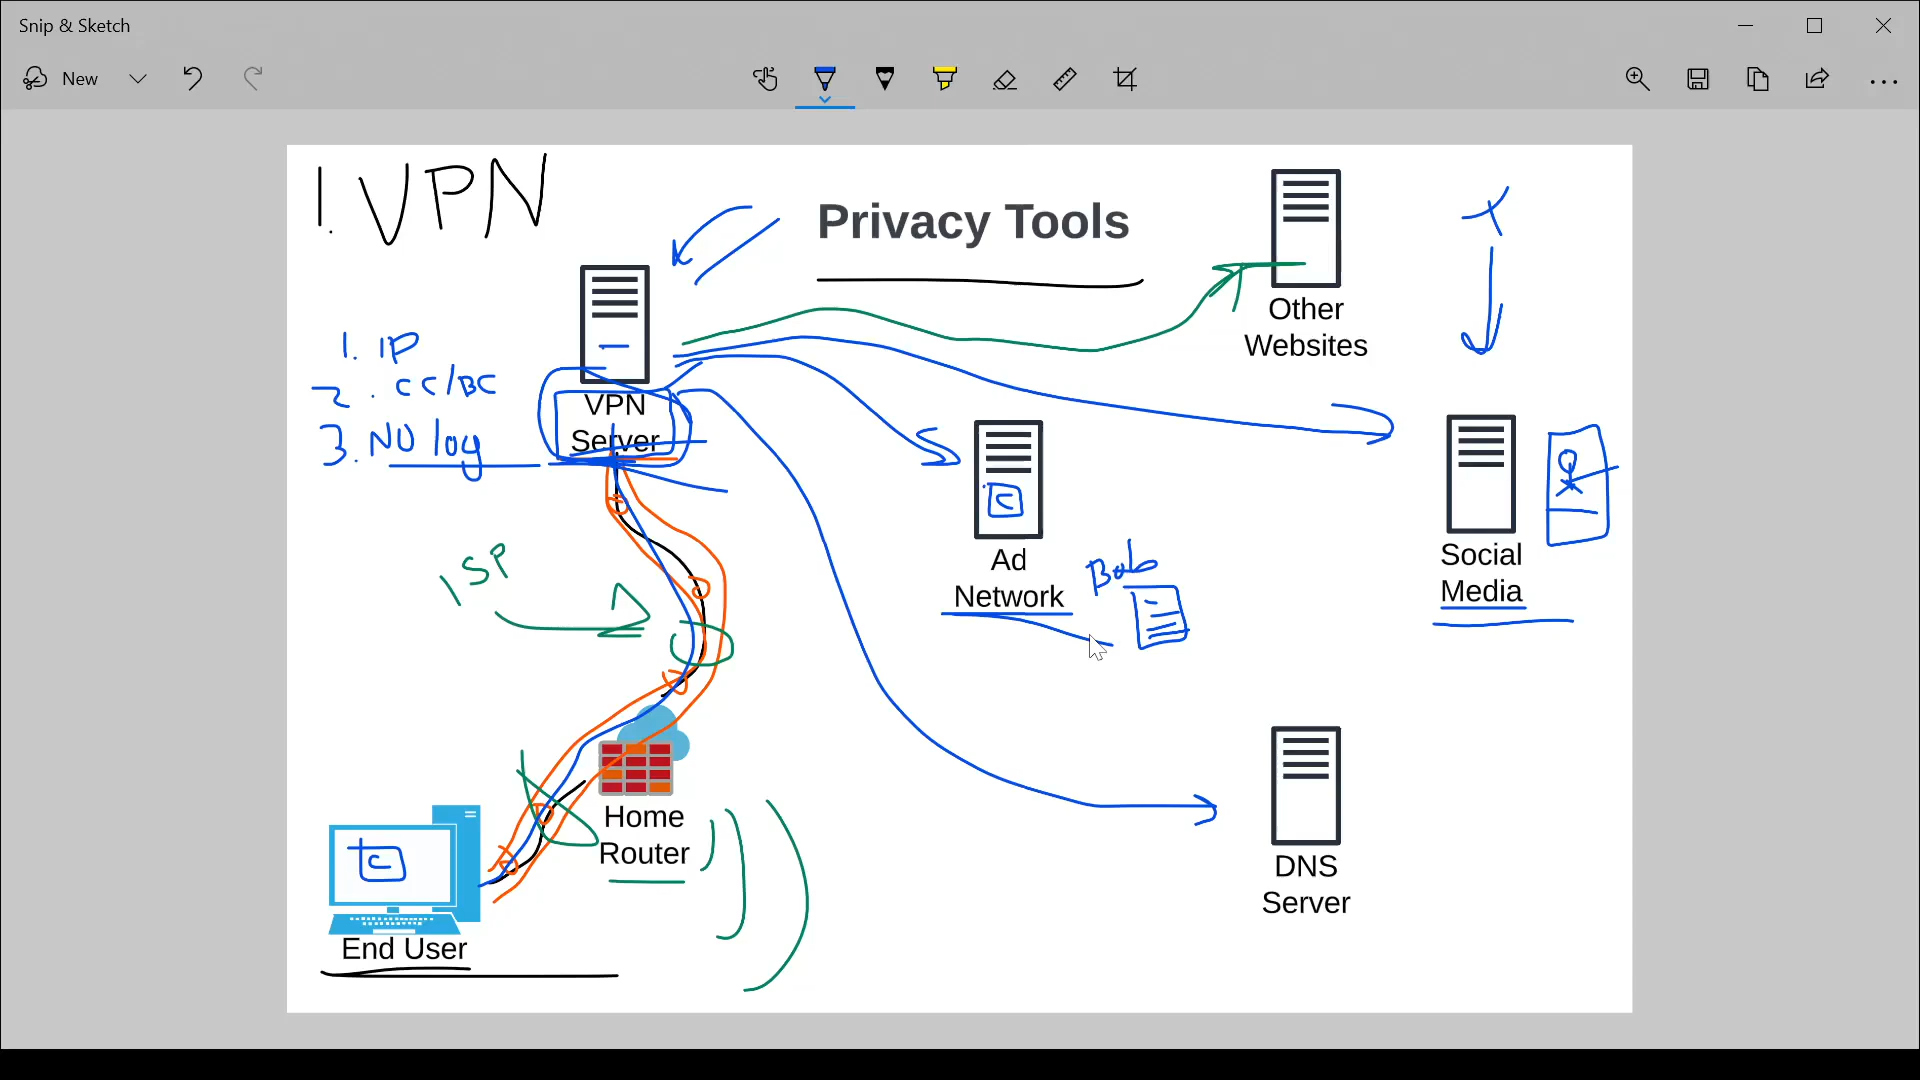 Snip & Sketch
New
1. VPN
Privacy Tools
Other
Websites
1. IP
2. CC/BC
3. NO log
VPN
Server
C
Ad
Network
Bob
Social
Media
ISP
Home
Router
C
End User
DNS
Server